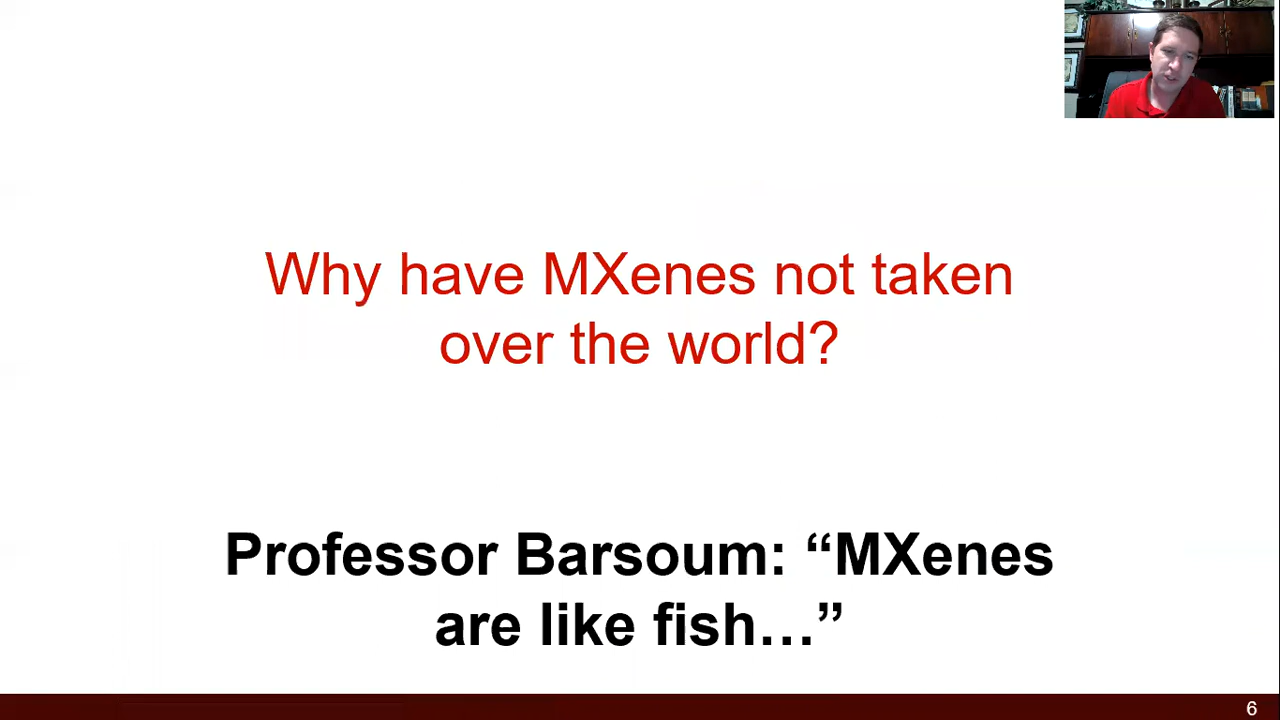 Why have MXenes not taken
over the world?
Professor Barsoum: “MXenes
are like fish…”
6